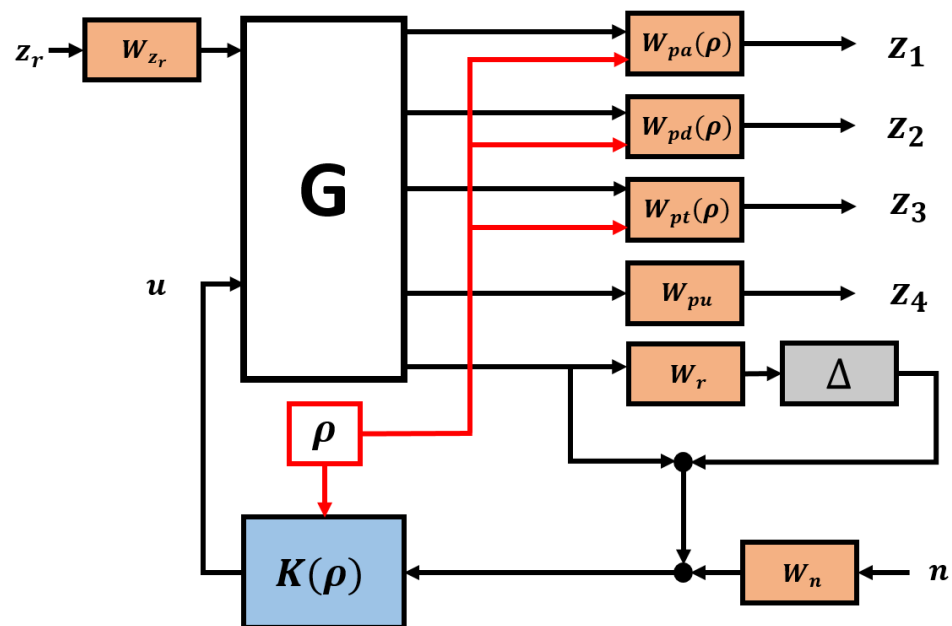 z_r
W_{z_r}
G
W_{pa}(ρ)
z_1
W_{pd}(ρ)
z_2
W_{pt}(ρ)
z_3
u
W_{pu}
z_4
W_r
Δ
ρ
K(ρ)
W_n
n